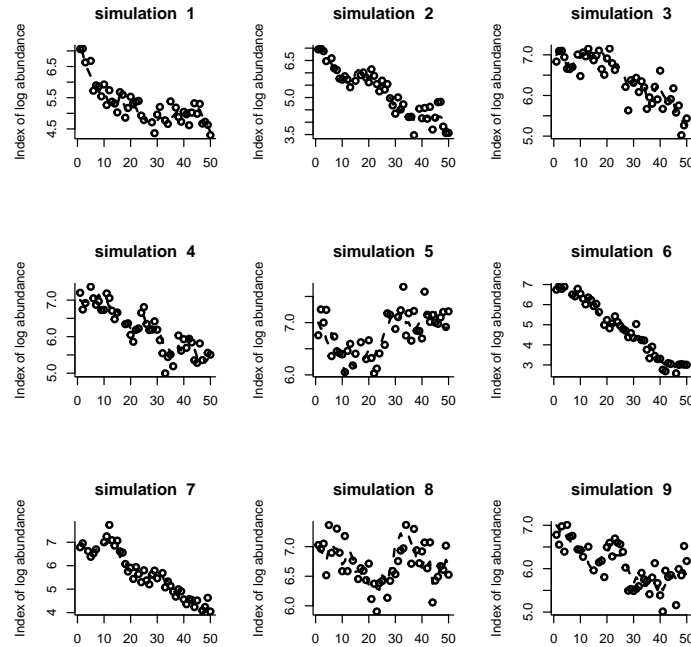 simulation 1
simulation 2
simulation 3
Index of log abundance
4.5 5.5 6.5
0 10 20 30 40 50
Index of log abundance
3.5 5.0 6.5
0 10 20 30 40 50
Index of log abundance
5.0 6.0 7.0
0 10 20 30 40 50
simulation 4
simulation 5
simulation 6
Index of log abundance
5.0 6.0 7.0
0 10 20 30 40 50
Index of log abundance
6.0 7.0
0 10 20 30 40 50
Index of log abundance
3 4 5 6 7
0 10 20 30 40 50
simulation 7
simulation 8
simulation 9
Index of log abundance
4 5 6 7
0 10 20 30 40 50
Index of log abundance
6.0 6.5 7.0
0 10 20 30 40 50
Index of log abundance
5.0 6.0 7.0
0 10 20 30 40 50